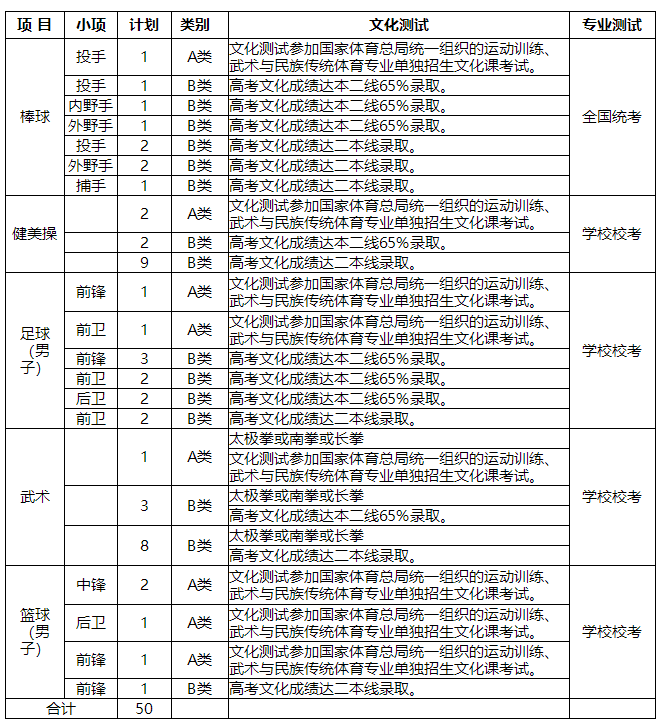 项 目 小项 计划 类别 文化测试 专业测试
棒球 投手 1 A类 文化测试参加国家体育总局统一组织的运动训练、
武术与民族传统体育专业单独招生文化课考试。 全国统考
投手 1 B类 高考文化成绩达本二线65%录取。
内野手 1 B类 高考文化成绩达本二线65%录取。
外野手 1 B类 高考文化成绩达本二线65%录取。
投手 2 B类 高考文化成绩达二本线录取。
外野手 2 B类 高考文化成绩达二本线录取。
捕手 1 B类 高考文化成绩达二本线录取。
健美操 2 A类 文化测试参加国家体育总局统一组织的运动训练、
武术与民族传统体育专业单独招生文化课考试。 学校校考
2 B类 高考文化成绩达本二线65%录取。
9 B类 高考文化成绩达二本线录取。
足球
(男
子) 前锋 1 A类 文化测试参加国家体育总局统一组织的运动训练、
武术与民族传统体育专业单独招生文化课考试。 学校校考
前卫 1 A类 文化测试参加国家体育总局统一组织的运动训练、
武术与民族传统体育专业单独招生文化课考试。
前锋 3 B类 高考文化成绩达本二线65%录取。
前卫 2 B类 高考文化成绩达本二线65%录取。
后卫 2 B类 高考文化成绩达本二线65%录取。
前卫 2 B类 高考文化成绩达二本线录取。
武术 1 A类 太极拳或南拳或长拳
文化测试参加国家体育总局统一组织的运动训练、
武术与民族传统体育专业单独招生文化课考试。 学校校考
3 B类 太极拳或南拳或长拳
高考文化成绩达本二线65%录取。
8 B类 太极拳或南拳或长拳
高考文化成绩达二本线录取。
篮球
(男
子) 中锋 2 A类 文化测试参加国家体育总局统一组织的运动训练、
武术与民族传统体育专业单独招生文化课考试。 学校校考
后卫 1 A类 文化测试参加国家体育总局统一组织的运动训练、
武术与民族传统体育专业单独招生文化课考试。
前锋 1 A类 文化测试参加国家体育总局统一组织的运动训练、
武术与民族传统体育专业单独招生文化课考试。
前锋 1 B类 高考文化成绩达二本线录取。
合计 50